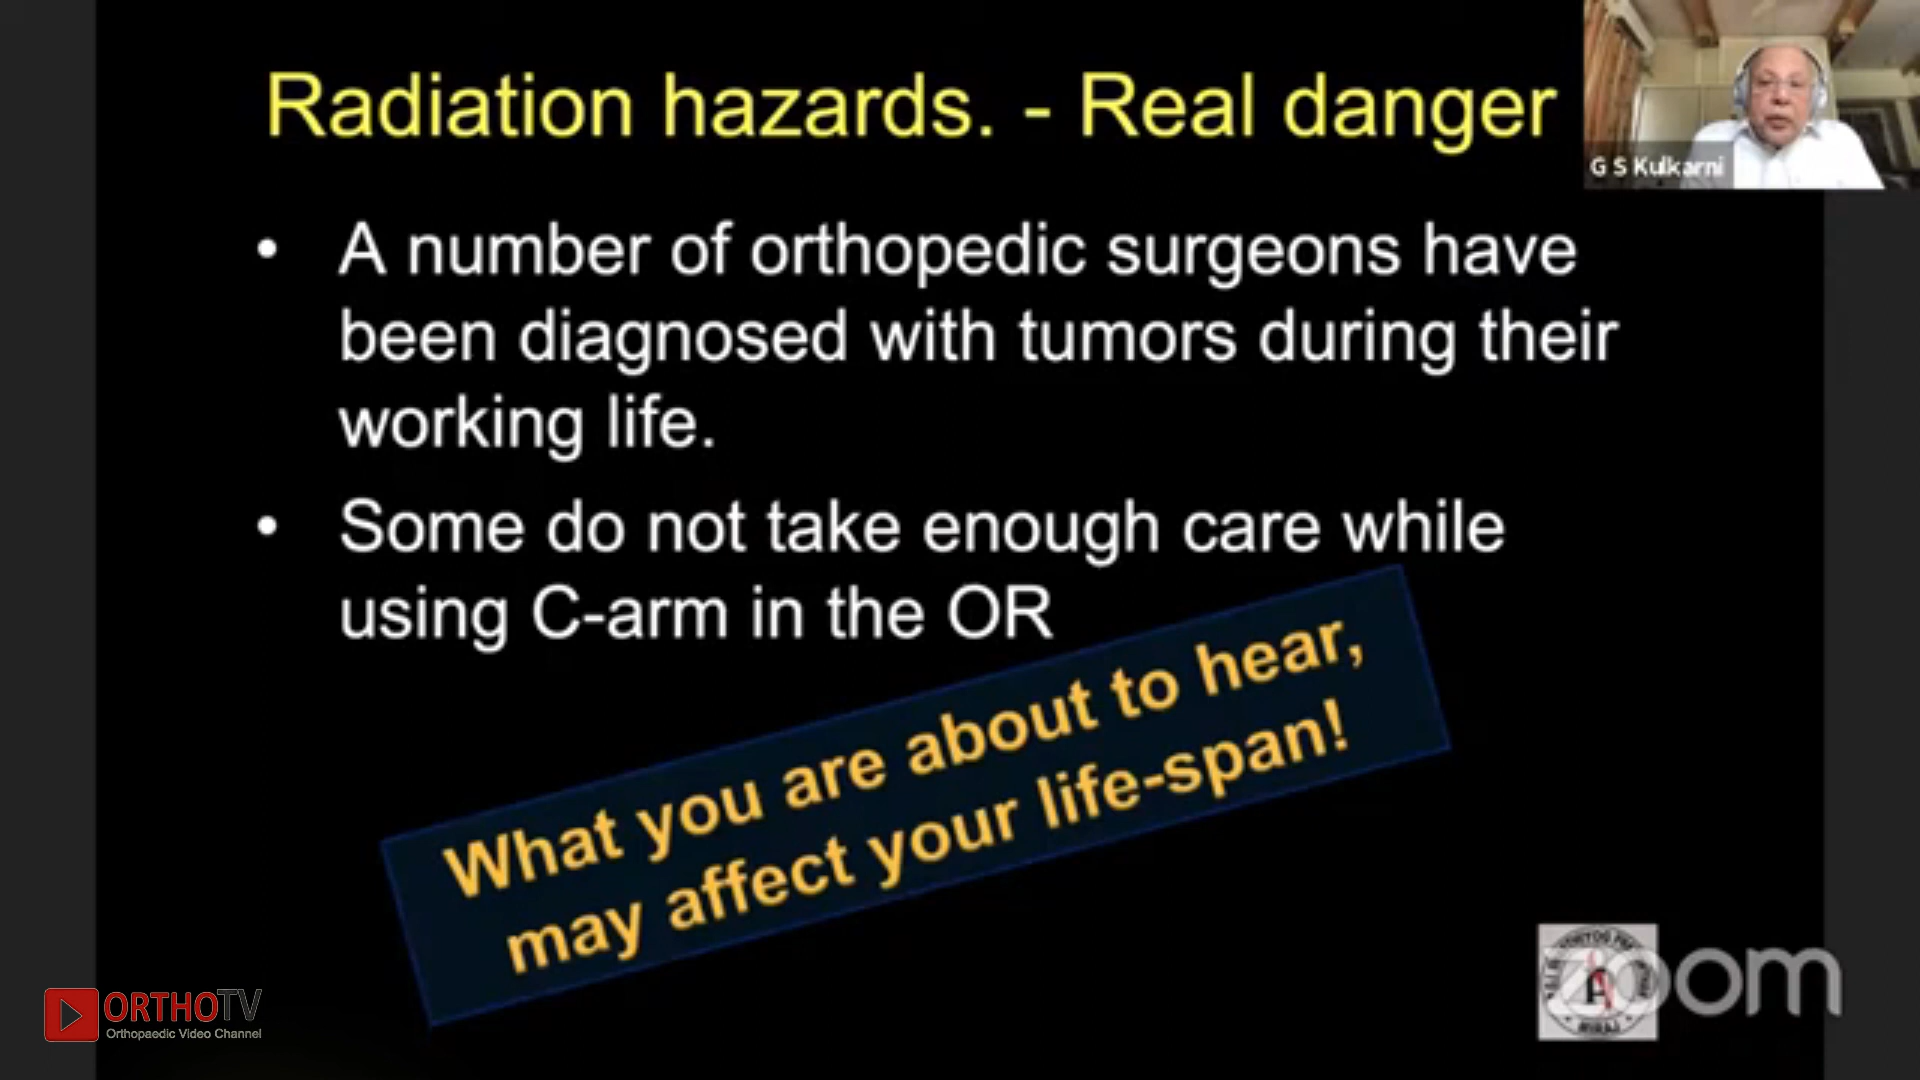 Radiation hazards. - Real danger
G S Kulkarni
• A number of orthopedic surgeons have
been diagnosed with tumors during their
working life.
• Some do not take enough care while
using C-arm in the OR
What you are about to hear,
may affect your life-span!
ORTHOTV
Orthopaedic Video Channel
zoom
MIRAJ